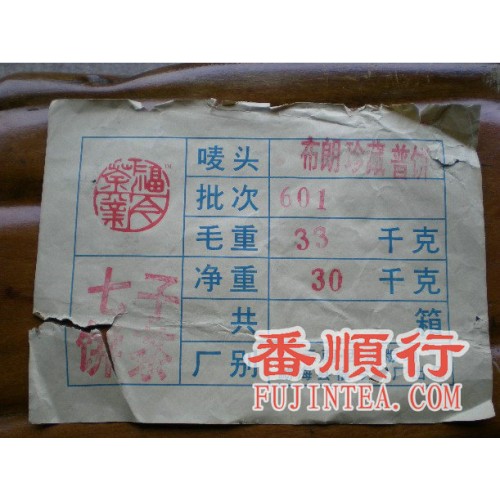 福今茶業
唛头 布朗珍藏普饼
批次 601
毛重 33 千克
净重 30 千克
共 箱
七子饼茶
厂别
番順行
FUJINTEA.COM